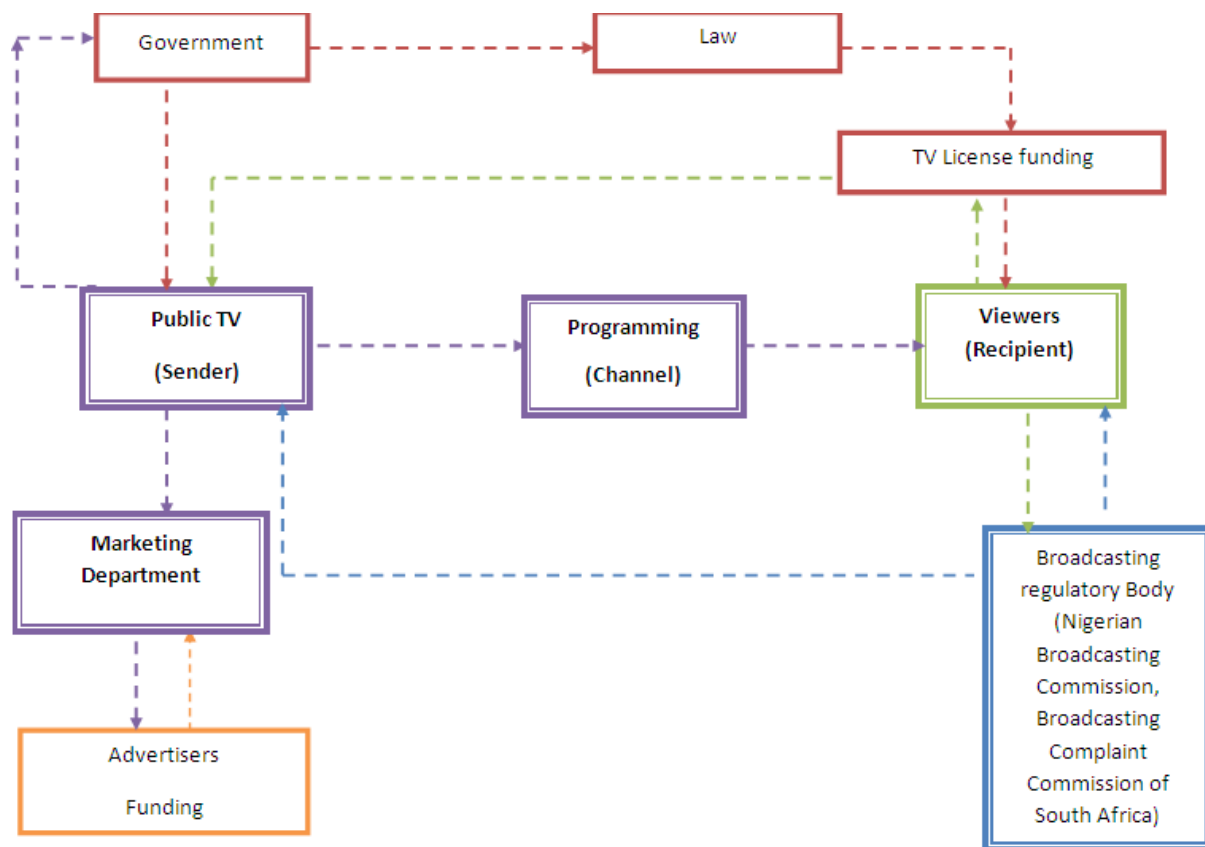 Government
Law
TV License funding
Public TV
(Sender)
Programming
(Channel)
Viewers
(Recipient)
Marketing
Department
Broadcasting
regulatory Body
(Nigerian
Broadcasting
Commission,
Broadcasting
Complaint
Commission of
South Africa)
Advertisers
Funding